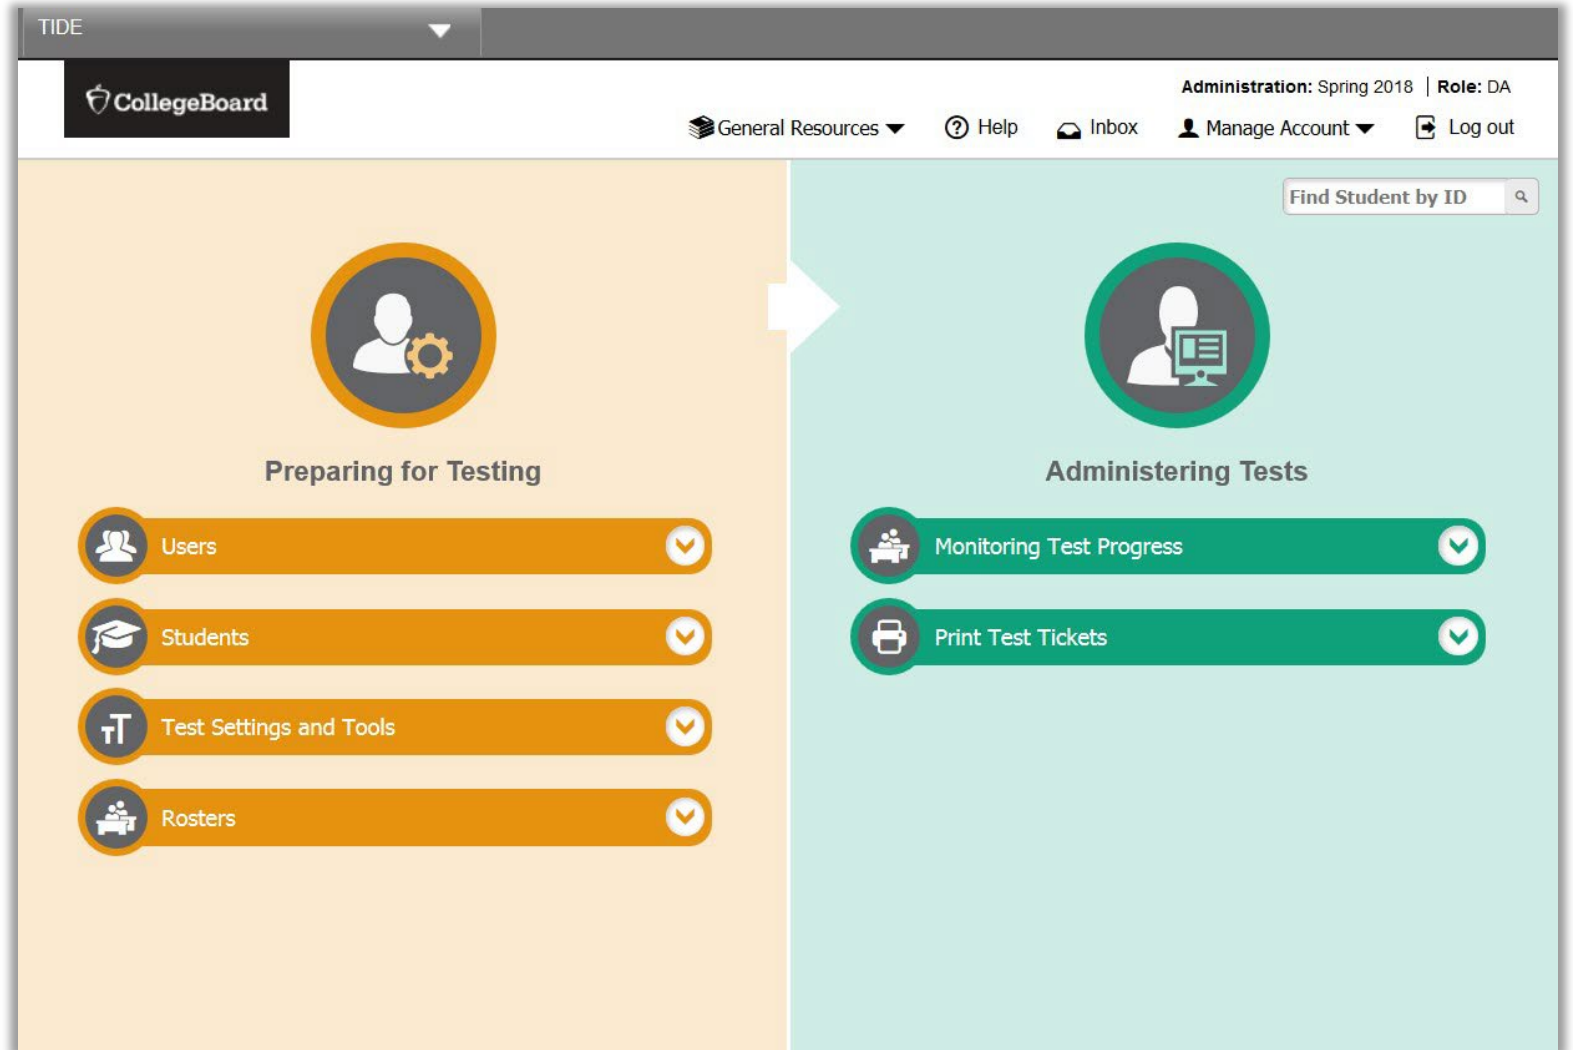 TIDE
CollegeBoard
Administration: Spring 2018 | Role: DA
General Resources
Help
Inbox
Manage Account
Log out
Find Student by ID
Preparing for Testing
Users
Students
Test Settings and Tools
Rosters
Administering Tests
Monitoring Test Progress
Print Test Tickets